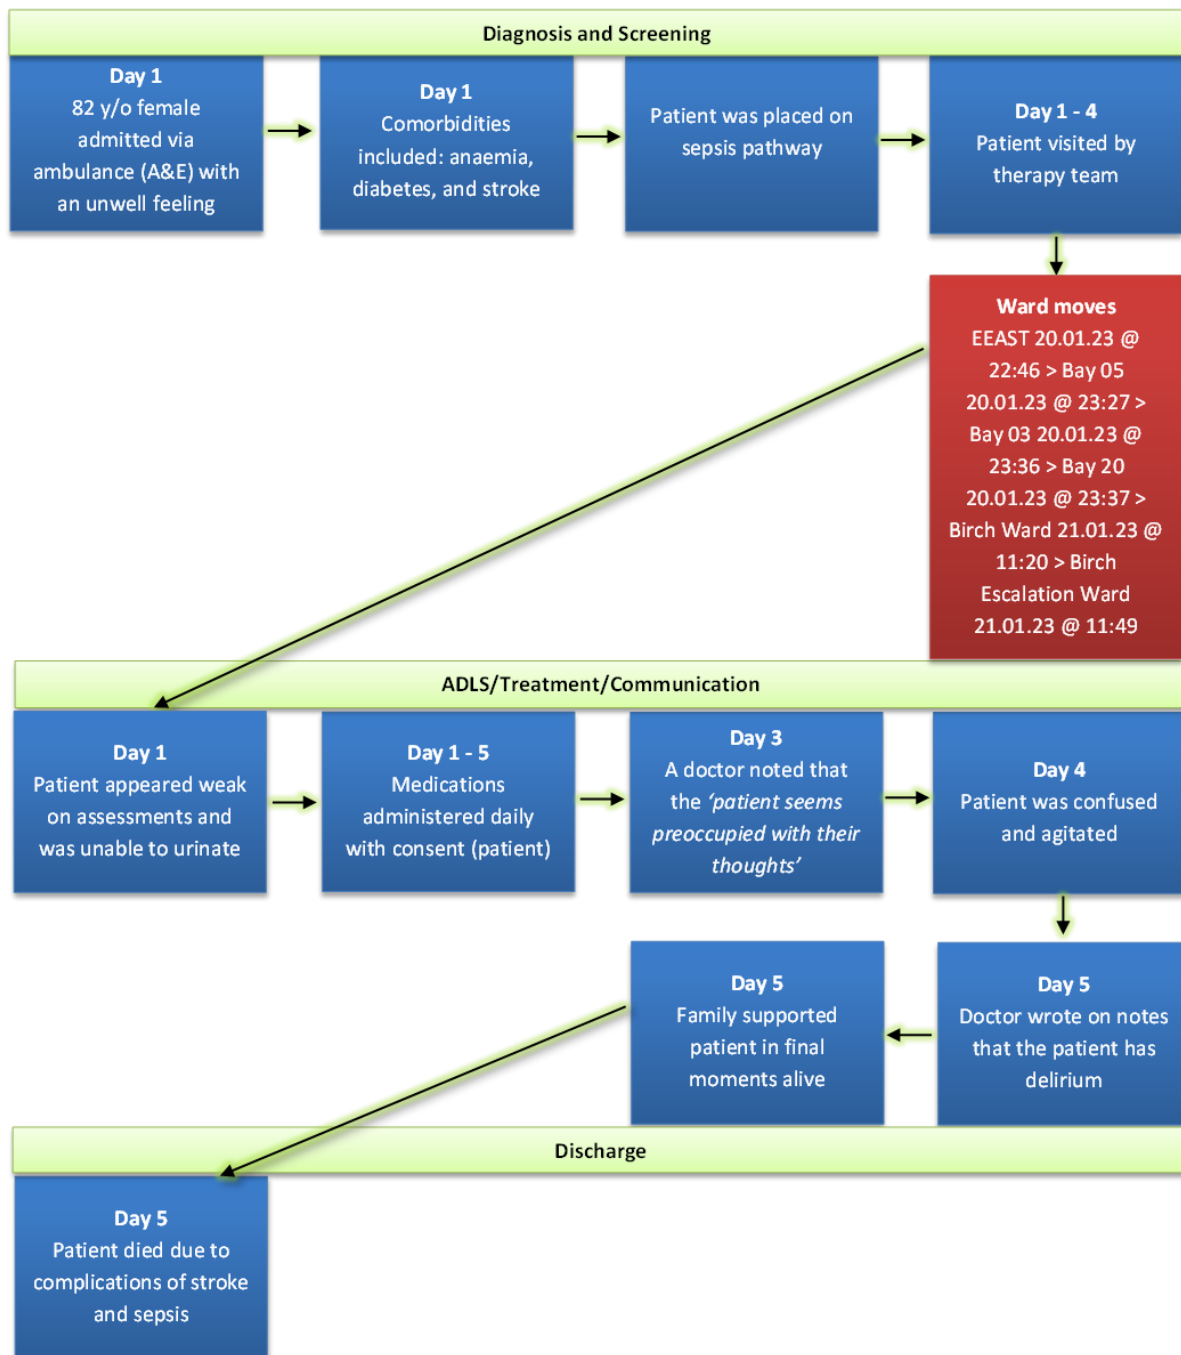 Diagnosis and Screening
Day 1
82 y/o female
admitted via
ambulance (A&E) with
an unwell feeling
Day 1
Comorbidities
included: anaemia,
diabetes, and stroke
Patient was placed on
sepsis pathway
Day 1 - 4
Patient visited by
therapy team
Ward moves
EEAST 20.01.23 @
22:46 > Bay 05
20.01.23 @ 23:27 >
Bay 03 20.01.23 @
23:36 > Bay 20
20.01.23 @ 23:37 >
Birch Ward 21.01.23 @
11:20 > Birch
Escalation Ward
21.01.23 @ 11:49
ADLS/Treatment/Communication
Day 1
Patient appeared weak
on assessments and
was unable to urinate
Day 1 - 5
Medications
administered daily
with consent (patient)
Day 3
A doctor noted that
the ‘patient seems
preoccupied with their
thoughts’
Day 4
Patient was confused
and agitated
Day 5
Doctor wrote on notes
that the patient has
delirium
Day 5
Family supported
patient in final
moments alive
Discharge
Day 5
Patient died due to
complications of stroke
and sepsis